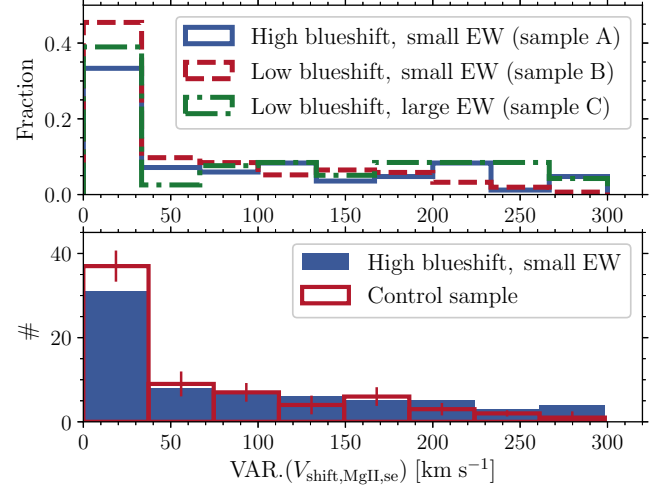 0.4
0.2
0.0
Fraction
High blueshift, small EW (sample A)
Low blueshift, small EW (sample B)
Low blueshift, large EW (sample C)
0 50 100 150 200 250 300
40
20
0
#
High blueshift, small EW
Control sample
0 50 100 150 200 250 300
VAR.(V_shift,MgII,se) [km s⁻¹]